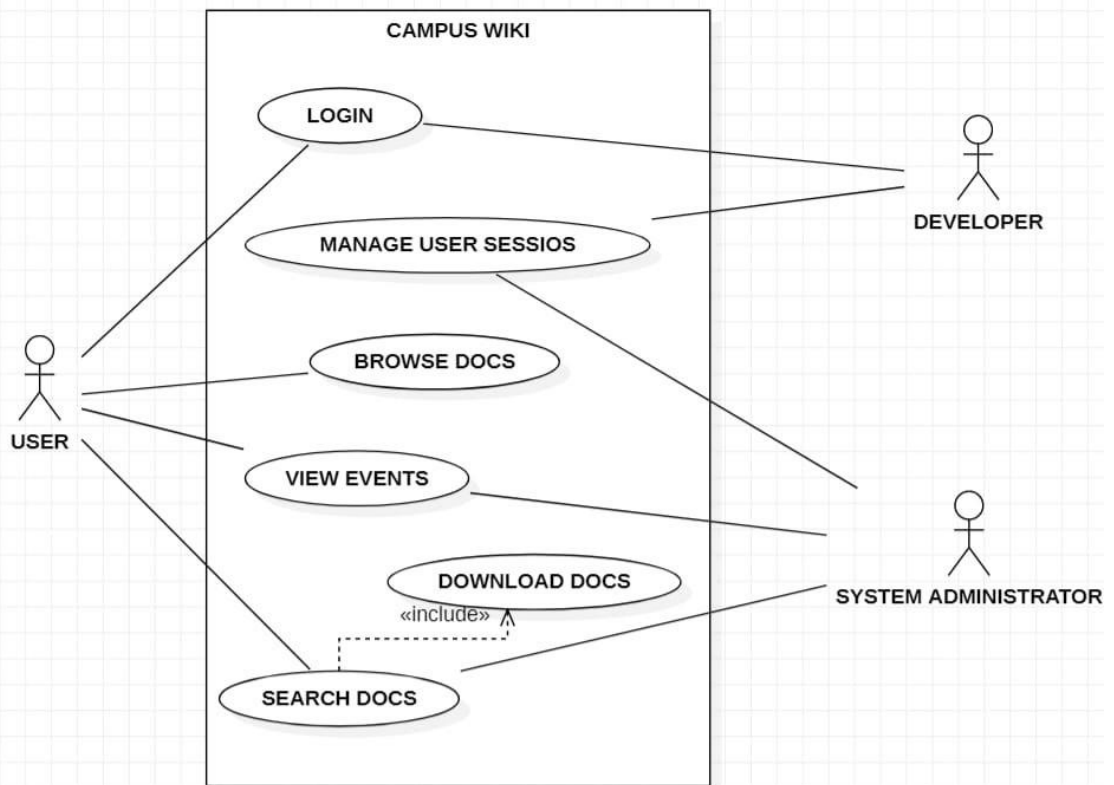 CAMPUS WIKI
LOGIN
DEVELOPER
MANAGE USER SESSIOS
BROWSE DOCS
USER
VIEW EVENTS
DOWNLOAD DOCS
SYSTEM ADMINISTRATOR
«include»
SEARCH DOCS